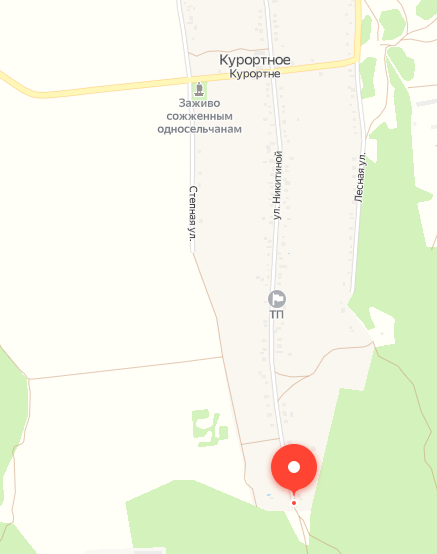 Курортное
Курортне
Заживо
сожженным
односельчанам
Степная ул.
ул. Никитиной
Лесная ул.
ТП